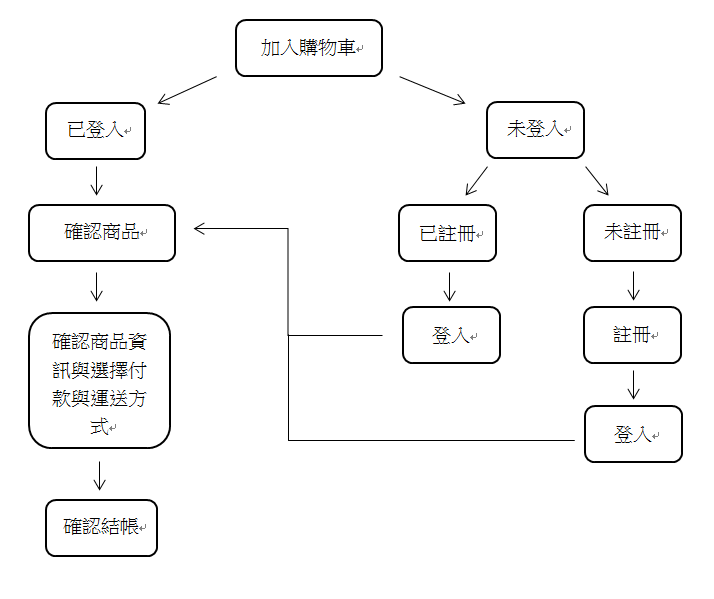 加入購物車
已登入
未登入
確認商品
已註冊
未註冊
登入
註冊
確認商品資
訊與選擇付
款與運送方
式
登入
確認結帳